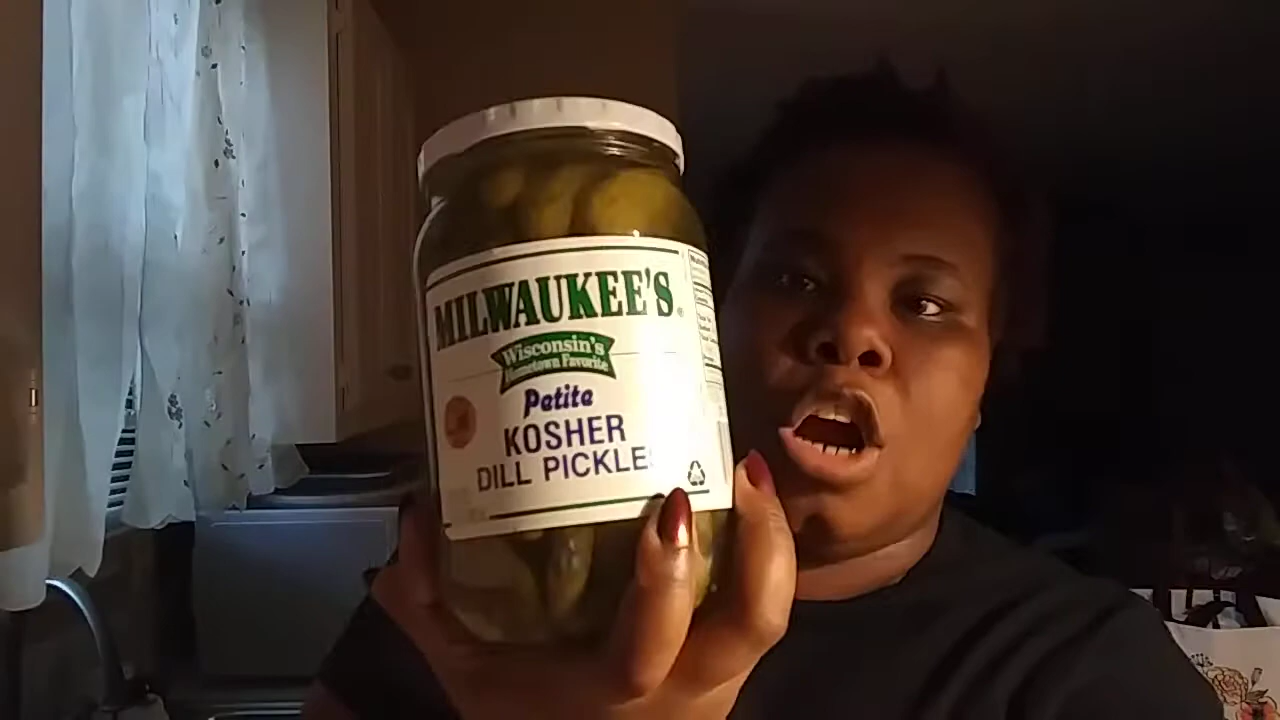 MILWAUKEE'S
Wisconsin's
Hometown Favorite
Petite
KOSHER
DILL PICKLE